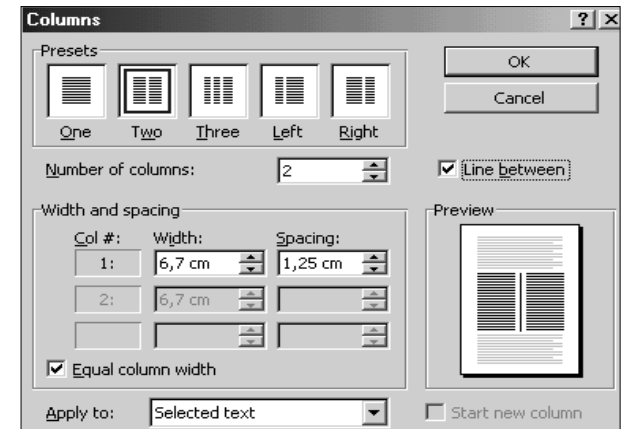 Columns
Presets
One Two Three Left Right
OK
Cancel
Number of columns: 2
Line between
Width and spacing
Col #: Width: Spacing:
1: 6,7 cm 1,25 cm
2: 6,7 cm
Equal column width
Preview
Apply to: Selected text
Start new column